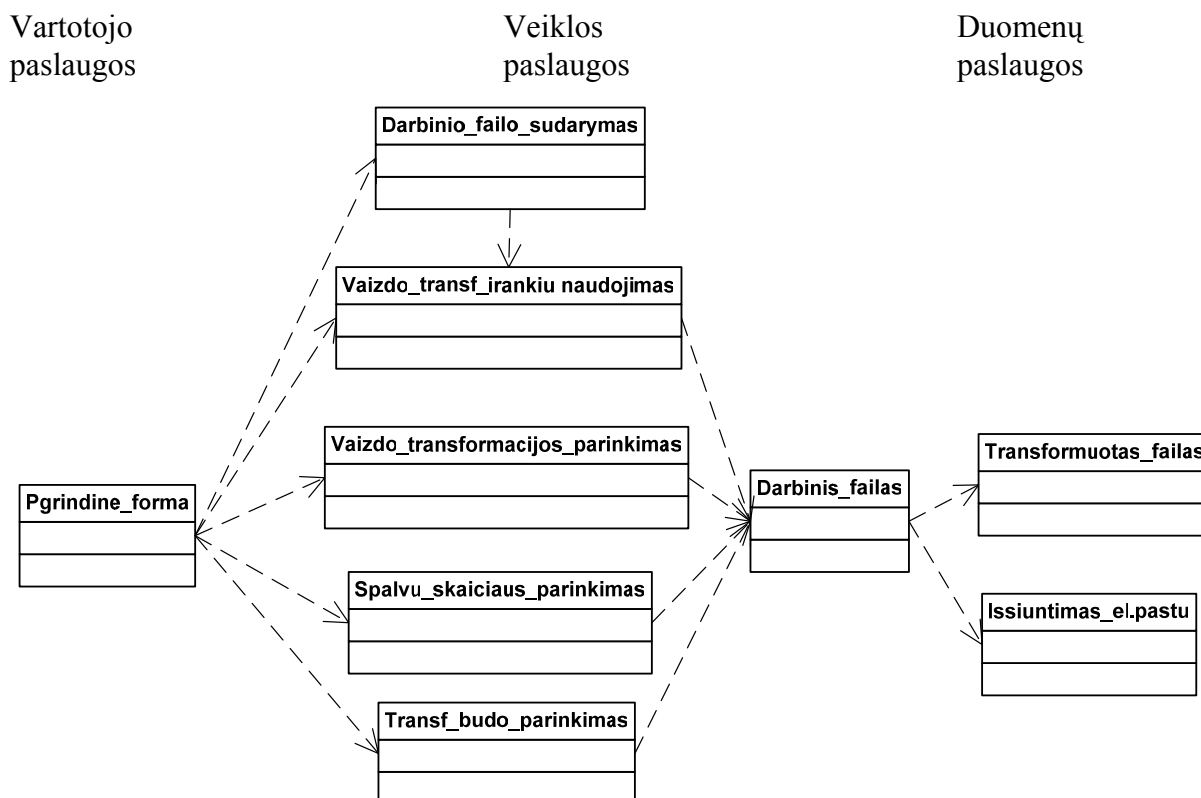 Vartotojo
paslaugos
Veiklos
paslaugos
Duomenų
paslaugos
Darbinio_failo_sudarymas
Vaizdo_transf_irankiu naudojimas
Vaizdo_transformacijos_parinkimas
Pgrindine_forma
Spalvu_skaiciaus_parinkimas
Transf_budo_parinkimas
Darbinis_failas
Transformuotas_failas
Issiuntimas_el.pastu